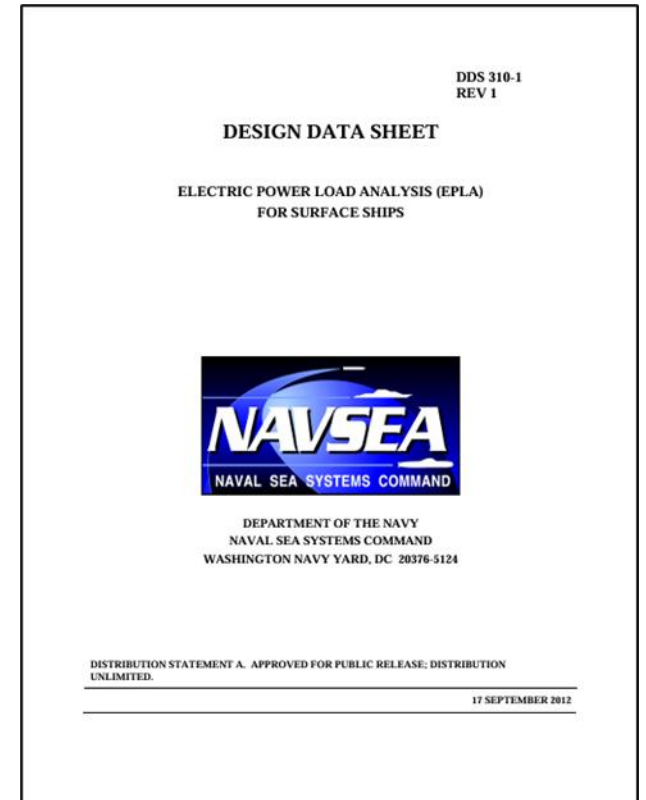 DDS 310-1
REV 1
DESIGN DATA SHEET
ELECTRIC POWER LOAD ANALYSIS (EPLA)
FOR SURFACE SHIPS
NAVSEA
NAVAL SEA SYSTEMS COMMAND
DEPARTMENT OF THE NAVY
NAVAL SEA SYSTEMS COMMAND
WASHINGTON NAVY YARD, DC 20376-5124
DISTRIBUTION STATEMENT A. APPROVED FOR PUBLIC RELEASE; DISTRIBUTION
UNLIMITED.
17 SEPTEMBER 2012